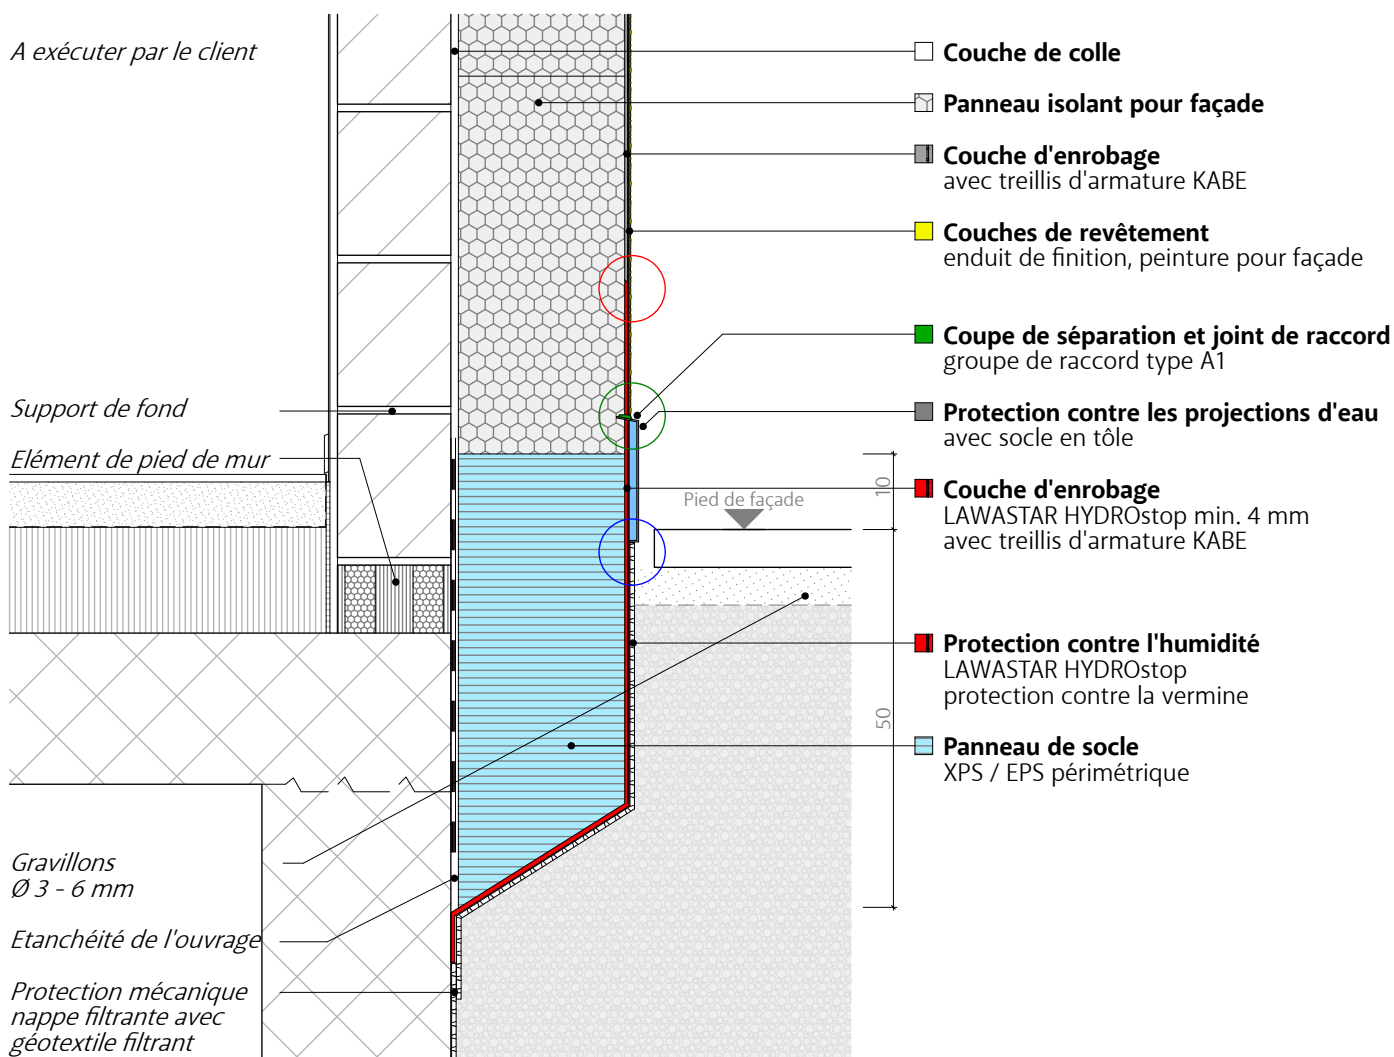 A exécuter par le client
Support de fond
Elément de pied de mur
Gravillons
Ø 3 - 6 mm
Etanchéité de l'ouvrage
Protection mécanique
nappe filtrante avec
géotextile filtrant
Pied de façade
10
50
Couche de colle
Panneau isolant pour façade
Couche d'enrobage
avec treillis d'armature KABE
Couches de revêtement
enduit de finition, peinture pour façade
Coupe de séparation et joint de raccord
groupe de raccord type A1
Protection contre les projections d'eau
avec socle en tôle
Couche d'enrobage
LAWASTAR HYDROstop min. 4 mm
avec treillis d'armature KABE
Protection contre l'humidité
LAWASTAR HYDROstop
protection contre la vermine
Panneau de socle
XPS / EPS périmétrique